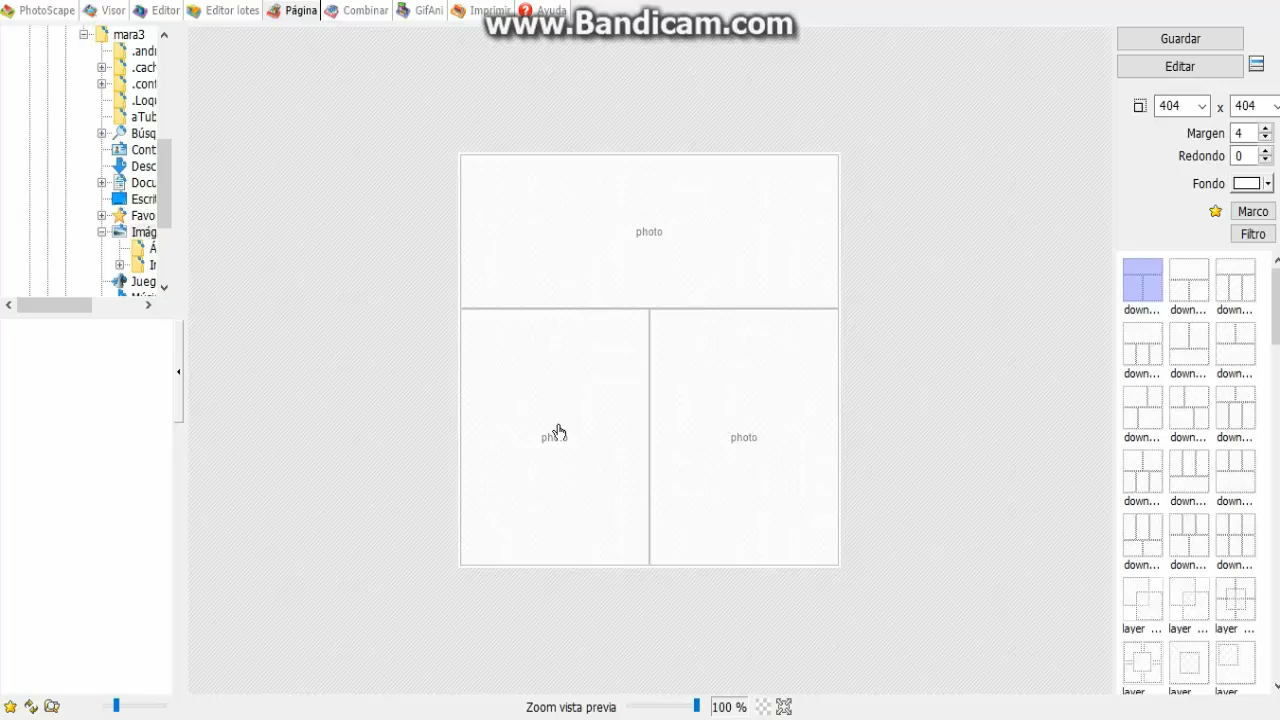 PhotoScape Visor Editor Editor lotes Página Combinar GifAni Imprimir Ayuda
www.Bandicam.com
mara3
.andr
.cach
.conf
.Loqu
aTub
Búsq
Cont
Desc
Docu
Escrit
Favo
Imág
Á
Ir
Jueg
Guardar
Editar
404 x 404
Margen 4
Redondo 0
Fondo
Marco
Filtro
photo
photo
down... down... down...
down... down... down...
down... down... down...
down... down... down...
down... down... down...
layer ... layer ... layer ...
layer layer layer
Zoom vista previa 100 %